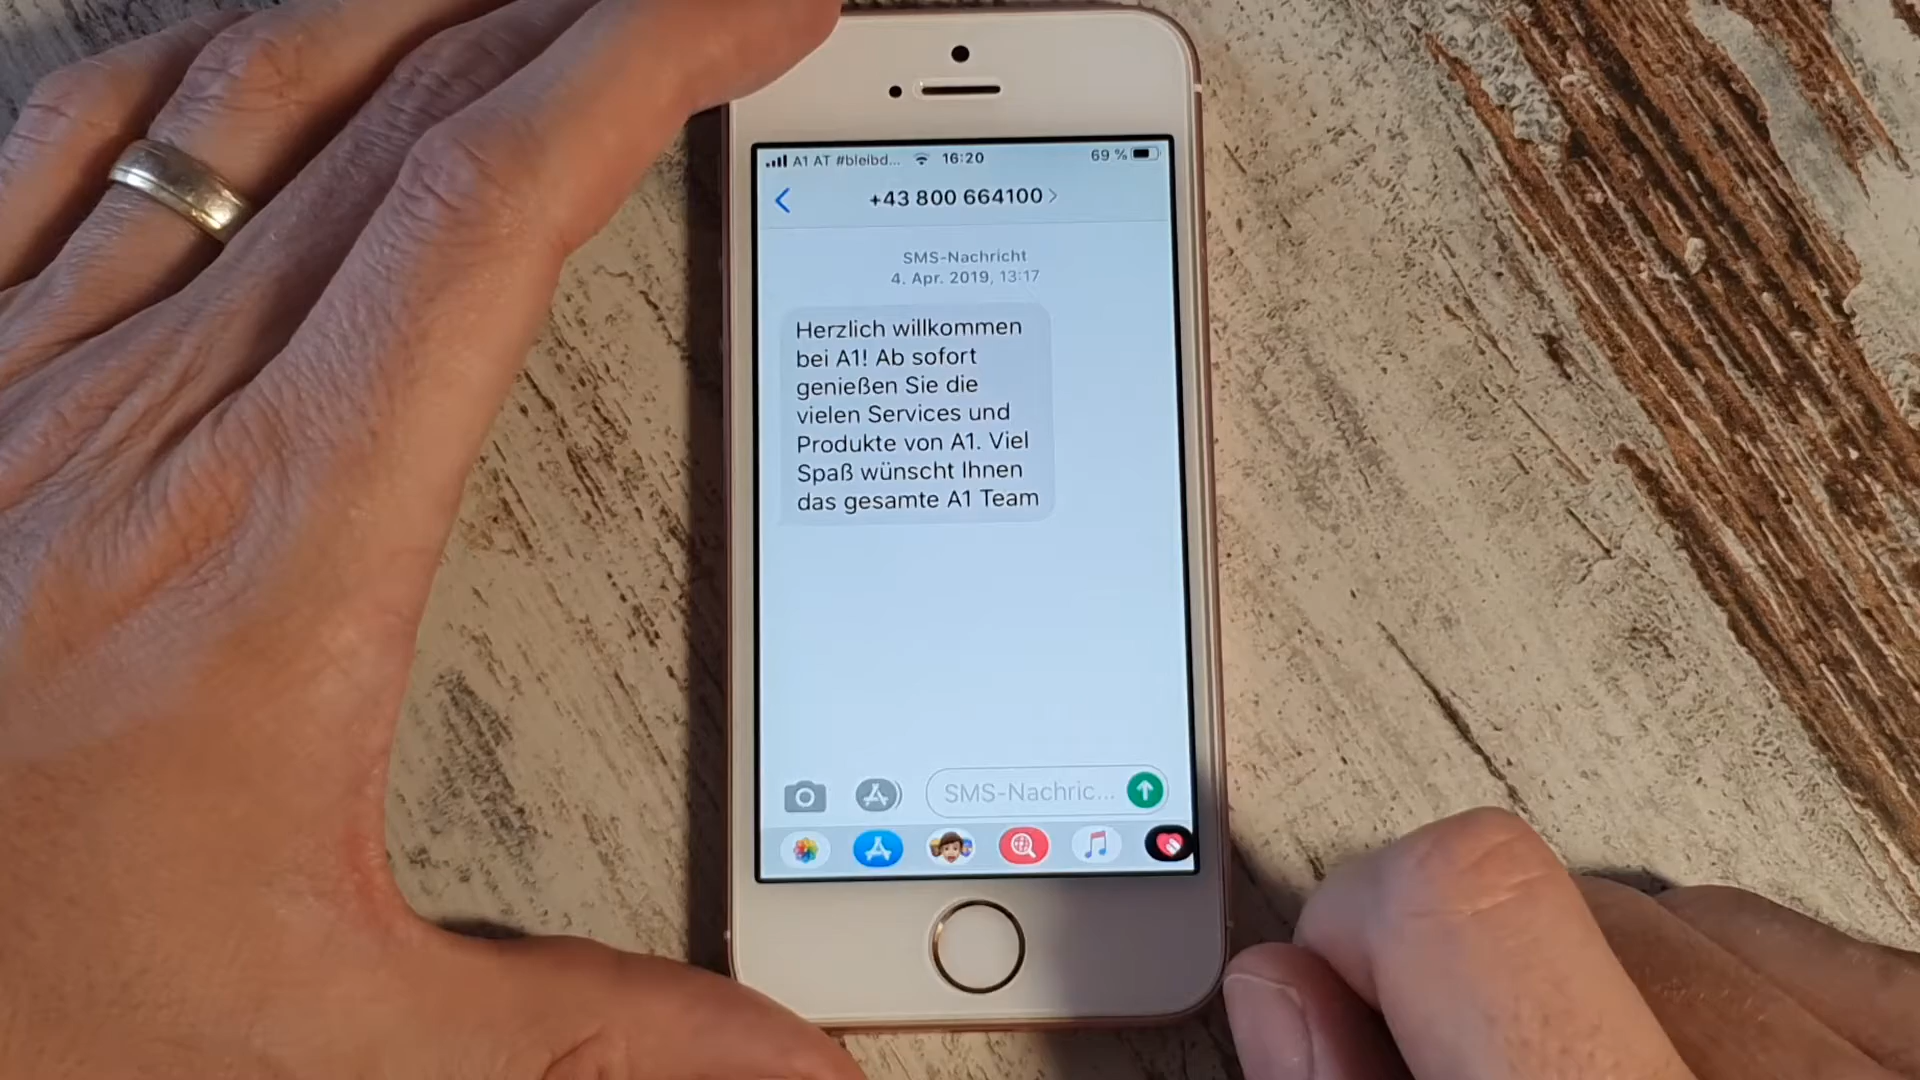 A1 AT #bleibd... 16:20 69 %
+43 800 664100
SMS-Nachricht
4. Apr. 2019, 13:17
Herzlich willkommen
bei A1! Ab sofort
genießen Sie die
vielen Services und
Produkte von A1. Viel
Spaß wünscht Ihnen
das gesamte A1 Team
SMS-Nachric...